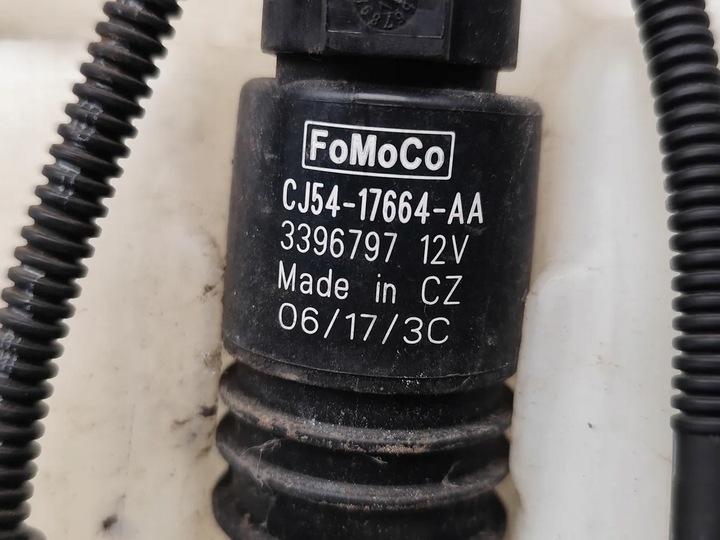 FoMoCo
CJ54-17664-AA
3396797 12V
Made in CZ
06/17/3C